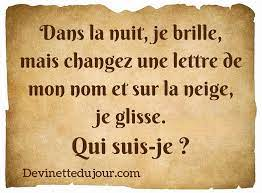 Dans la nuit, je brille,
mais changez une lettre de
mon nom et sur la neige,
je glisse.
Qui suis-je ?
Devinettedujour.com